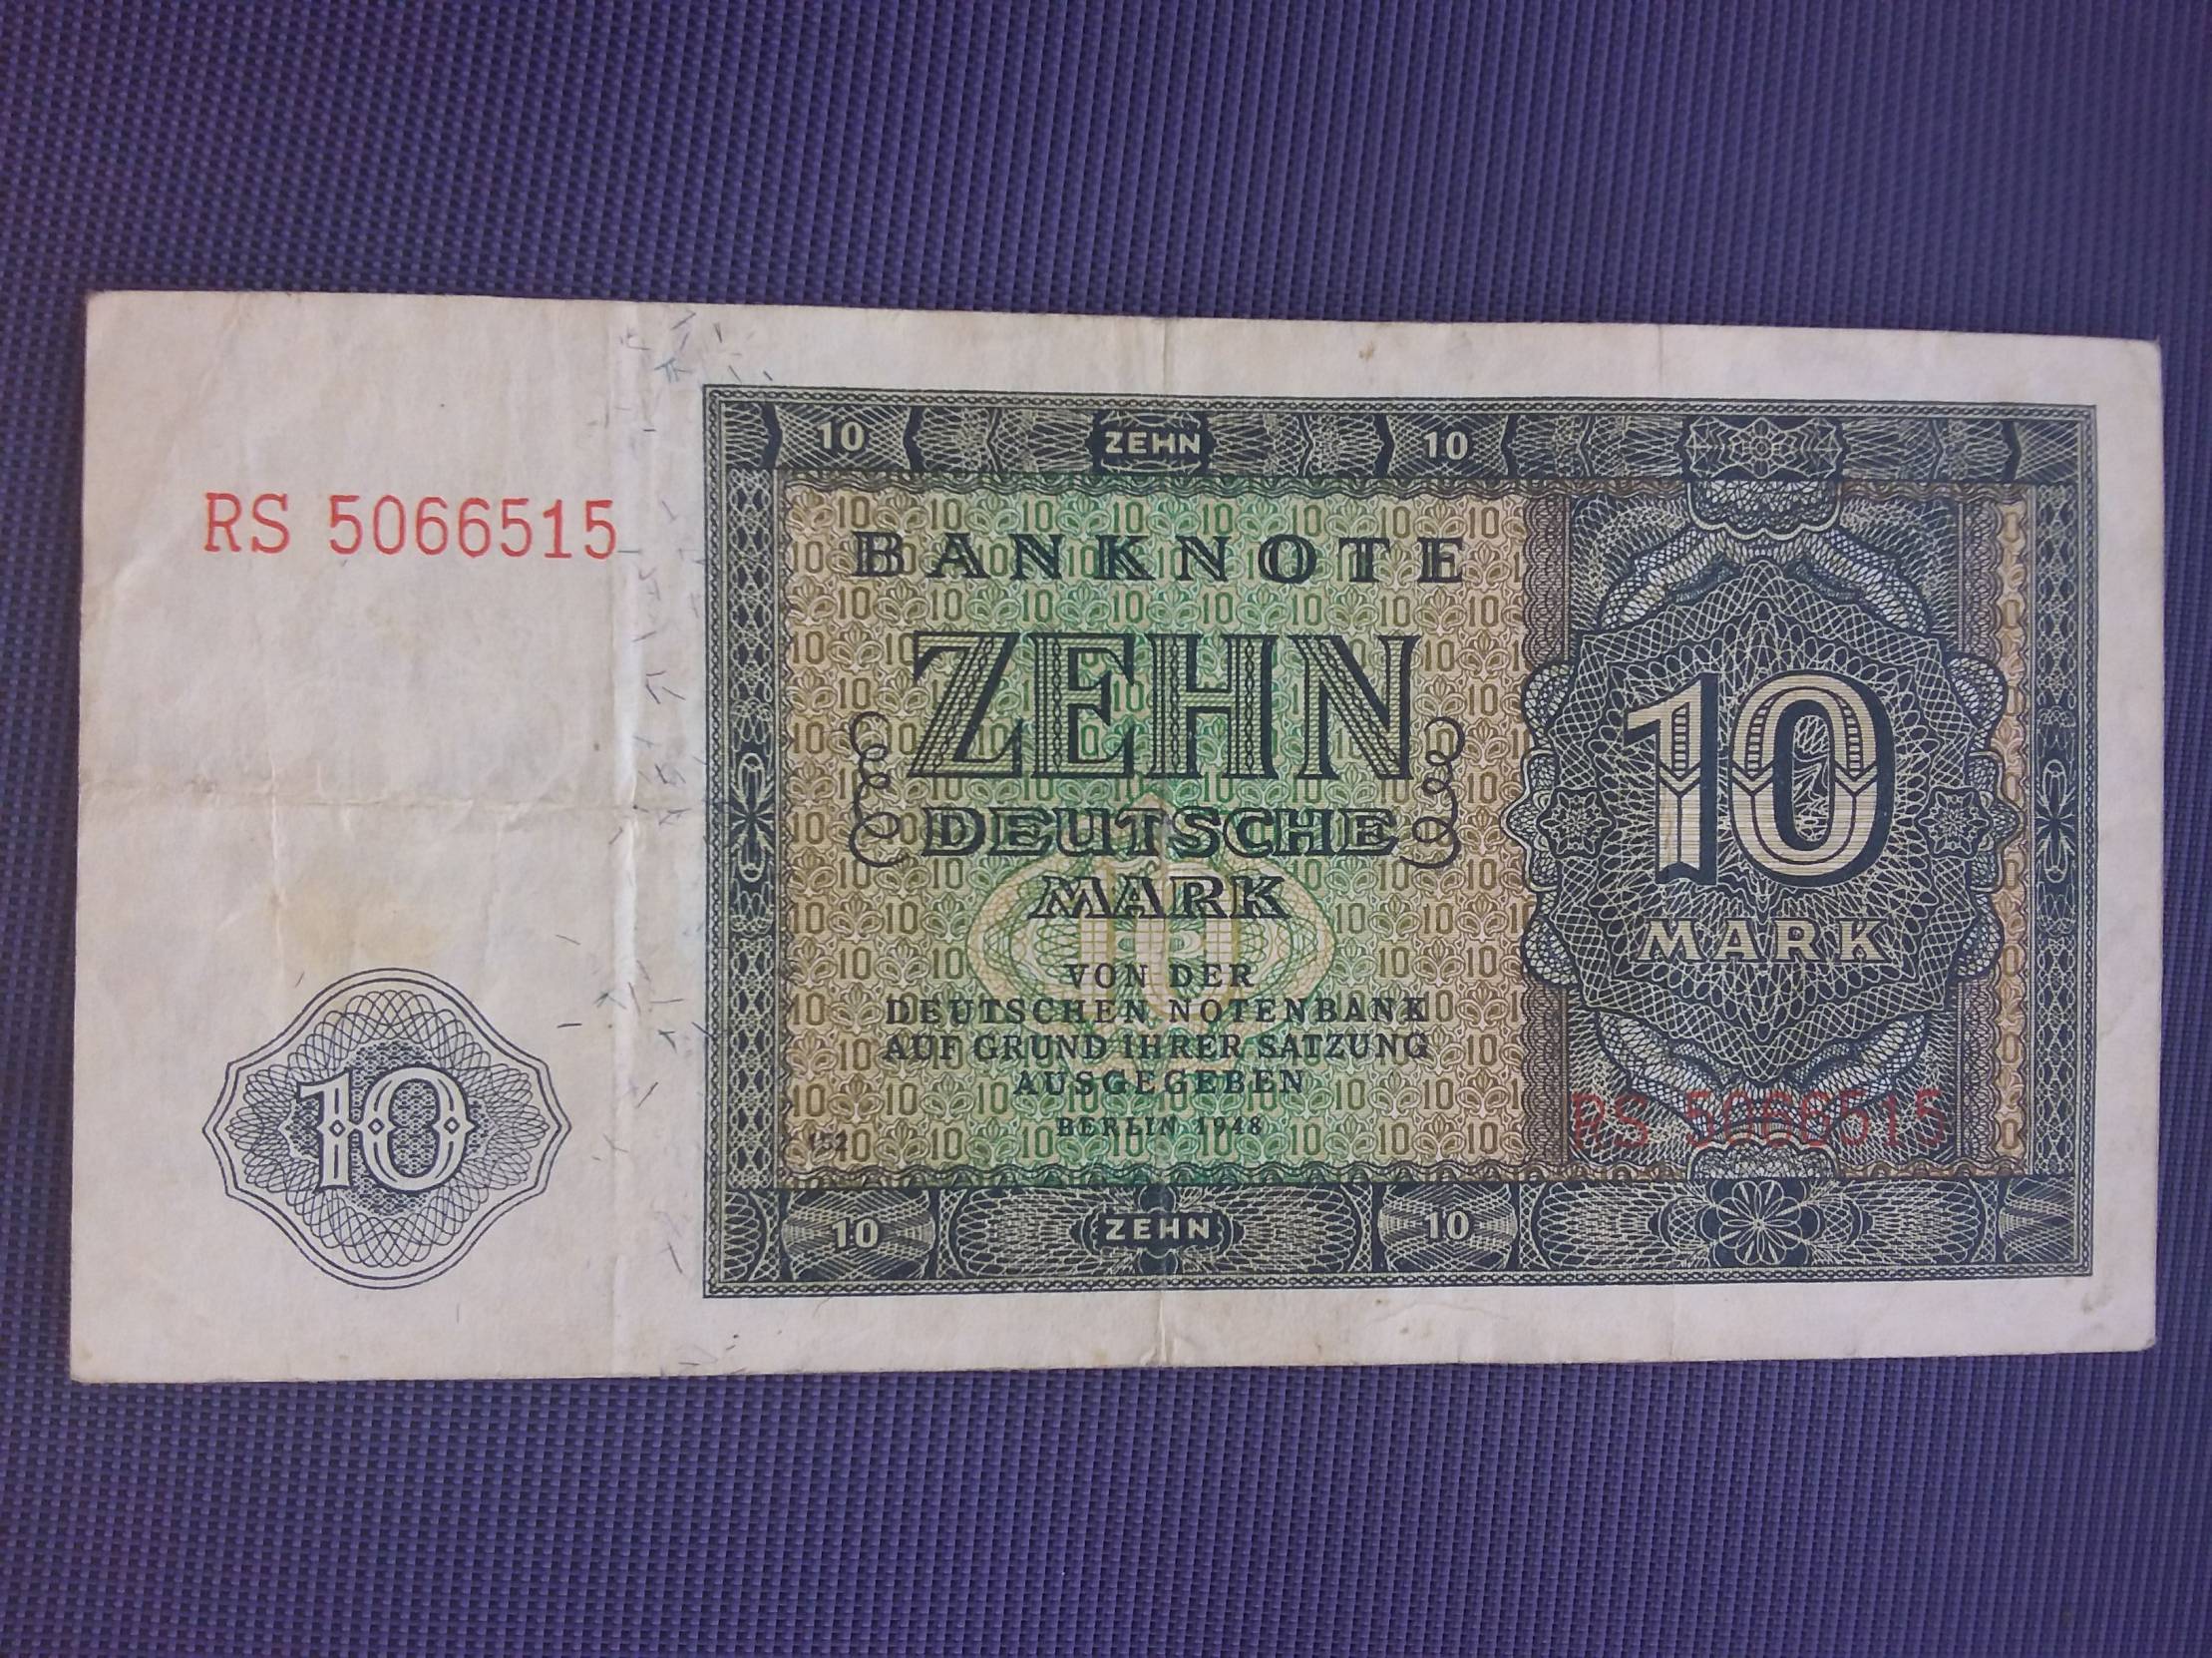 10 ZEHN 10
RS 5066515
BANKNOTE
ZEHN
DEUTSCHE
MARK
VON DER
DEUTSCHEN NOTENBANK
AUF GRUND IHRER SATZUNG
AUSGEGEBEN
BERLIN 1948
10
MARK
RS 5066515
10
10 ZEHN 10